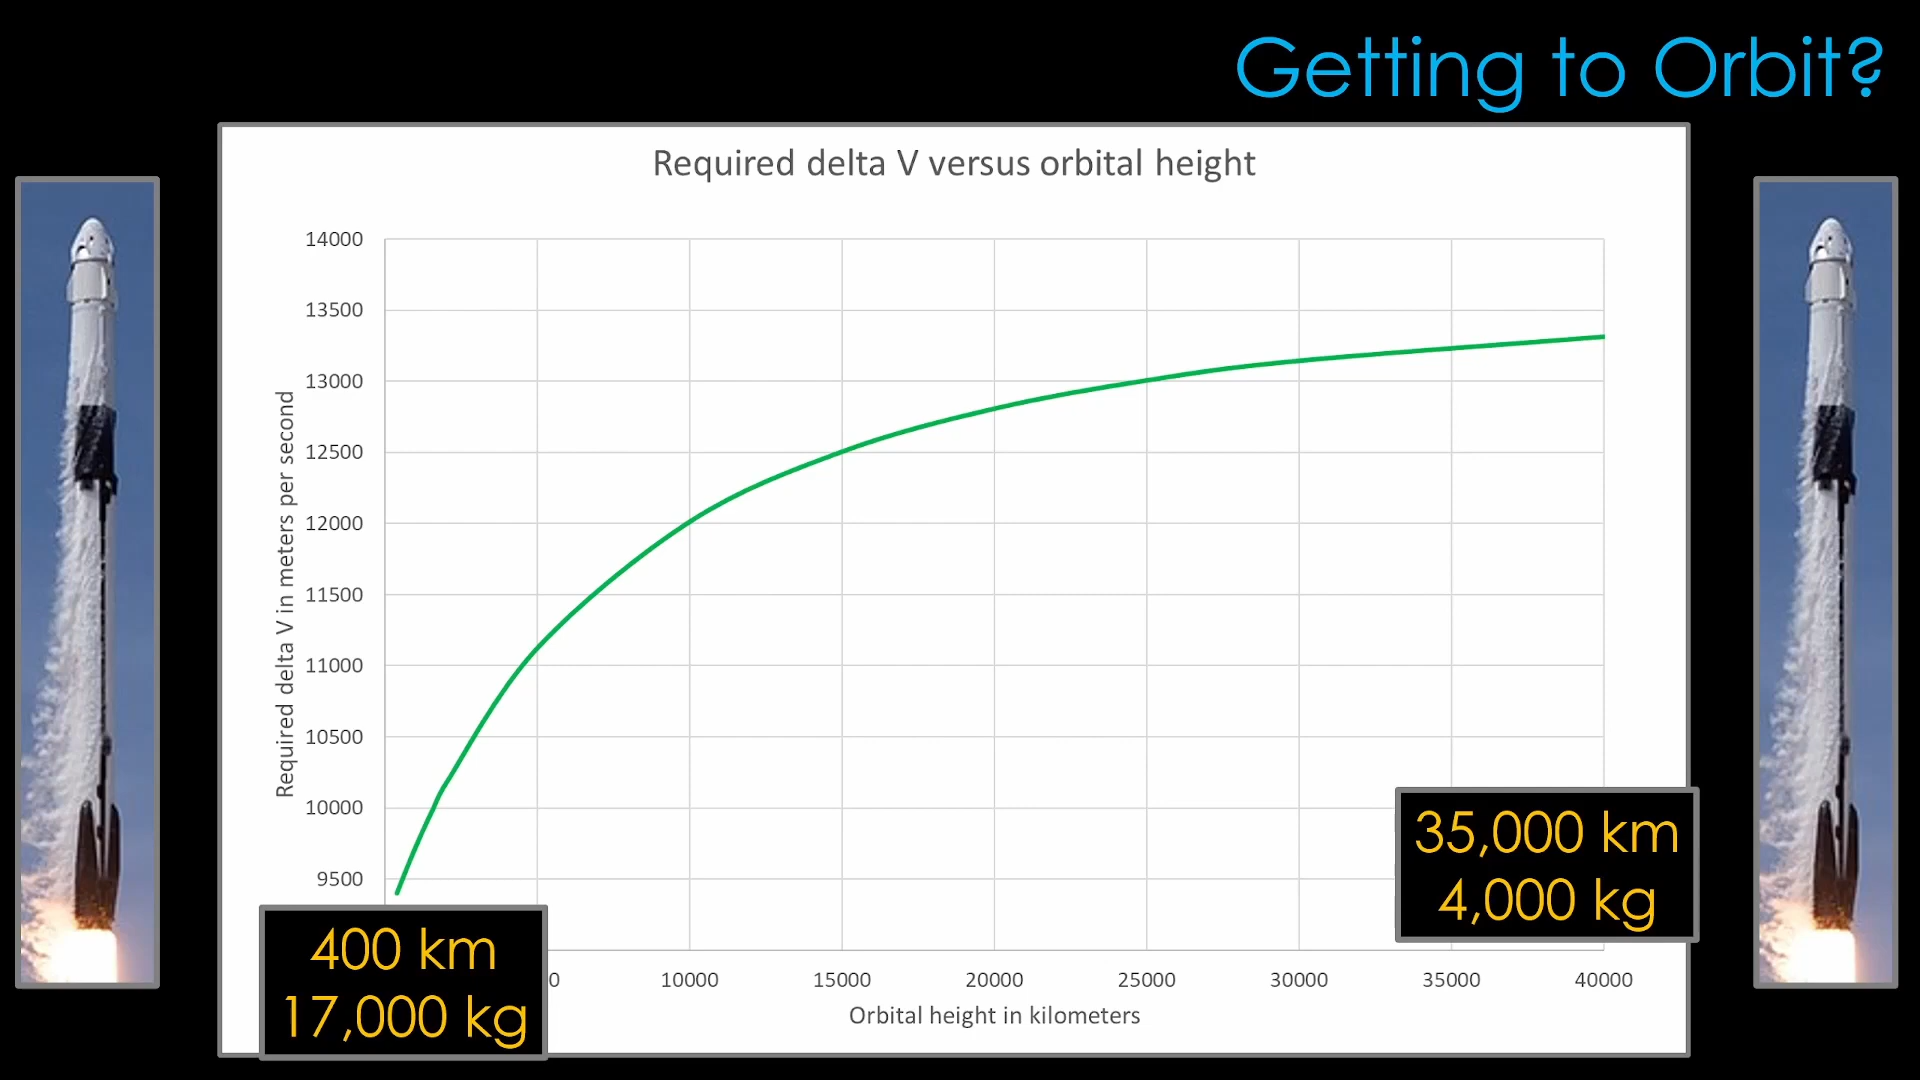 Getting to Orbit?
Required delta V versus orbital height
14000
13500
13000
12500
12000
11500
11000
10500
10000
9500
Required delta V in meters per second
0
10000
15000
20000
25000
30000
35000
40000
Orbital height in kilometers
400 km
17,000 kg
35,000 km
4,000 kg